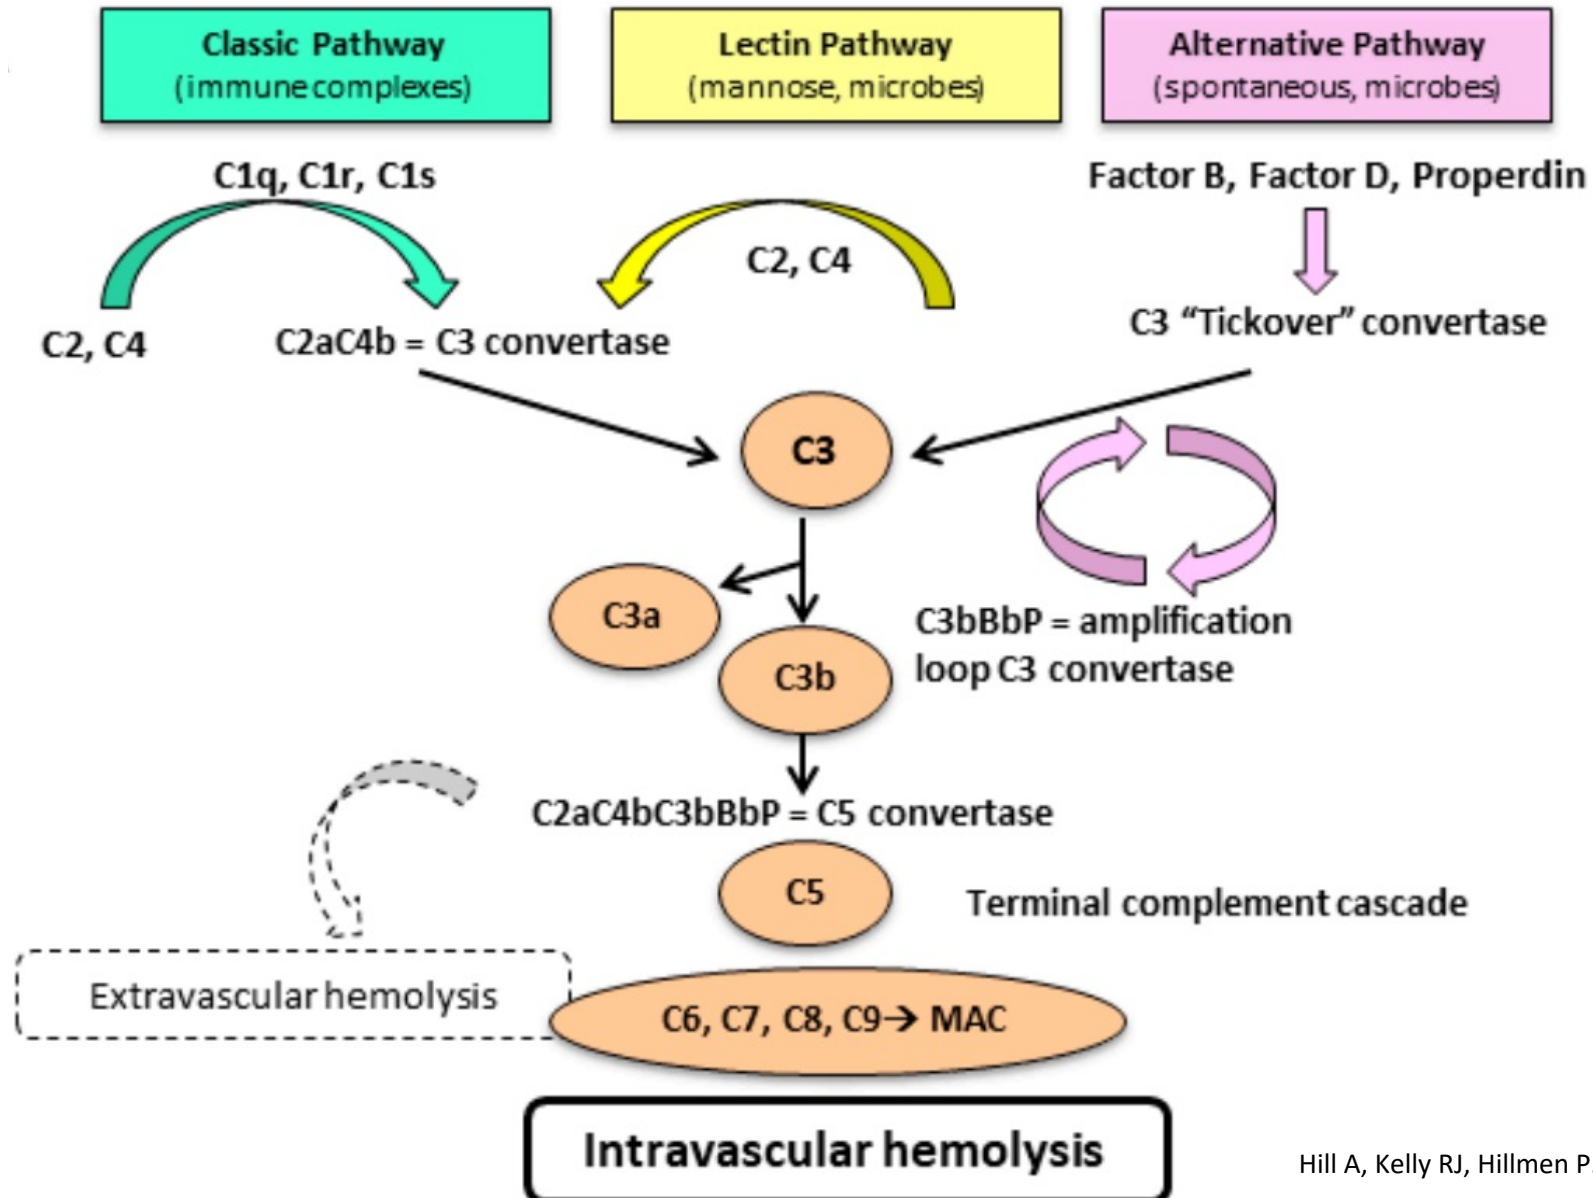 Classic Pathway
(immune complexes)
Lectin Pathway
(mannose, microbes)
Alternative Pathway
(spontaneous, microbes)
C1q, C1r, C1s
Factor B, Factor D, Properdin
C2, C4
C3 “Tickover” convertase
C2, C4
C2aC4b = C3 convertase
C3
C3a
C3bBbP = amplification
loop C3 convertase
C3b
C2aC4bC3bBbP = C5 convertase
C5
Terminal complement cascade
Extravascular hemolysis
C6, C7, C8, C9→ MAC
Intravascular hemolysis
Hill A, Kelly RJ, Hillmen P.